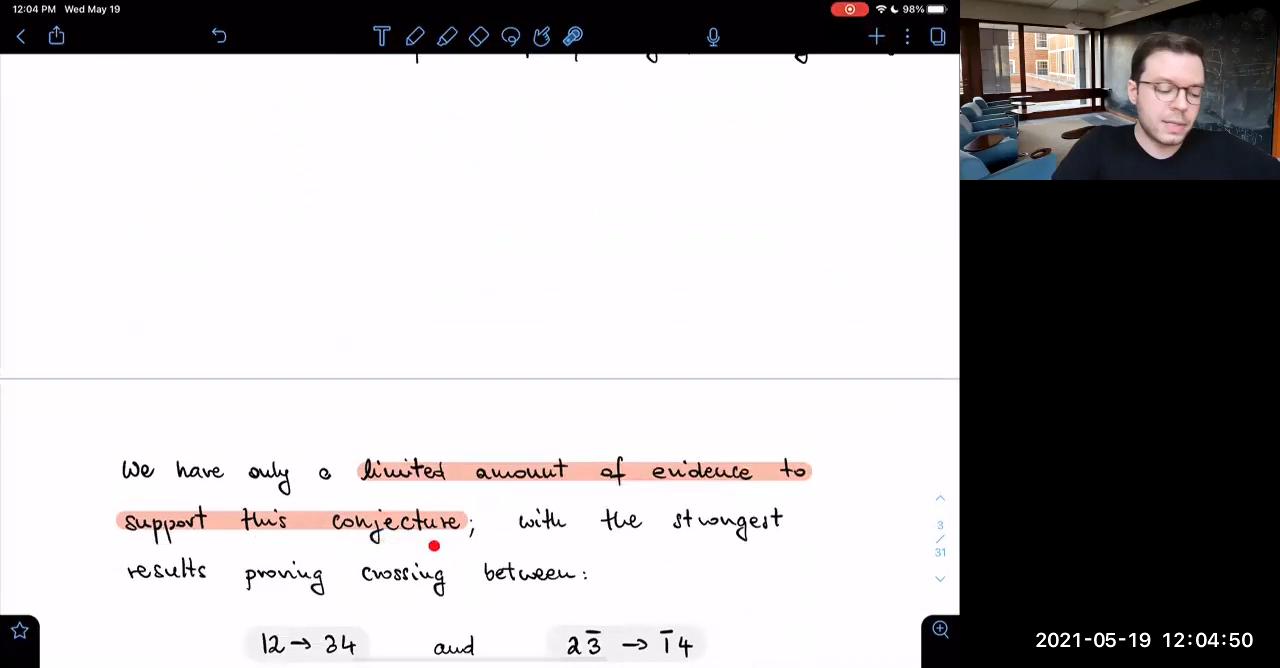 12:04 PM Wed May 19
98%
We have only a limited amount of evidence to
support this conjecture; with the strongest
results proving crossing between:
12 → 34 and 23̄ → 1̄4
3
/
31
2021-05-19 12:04:50